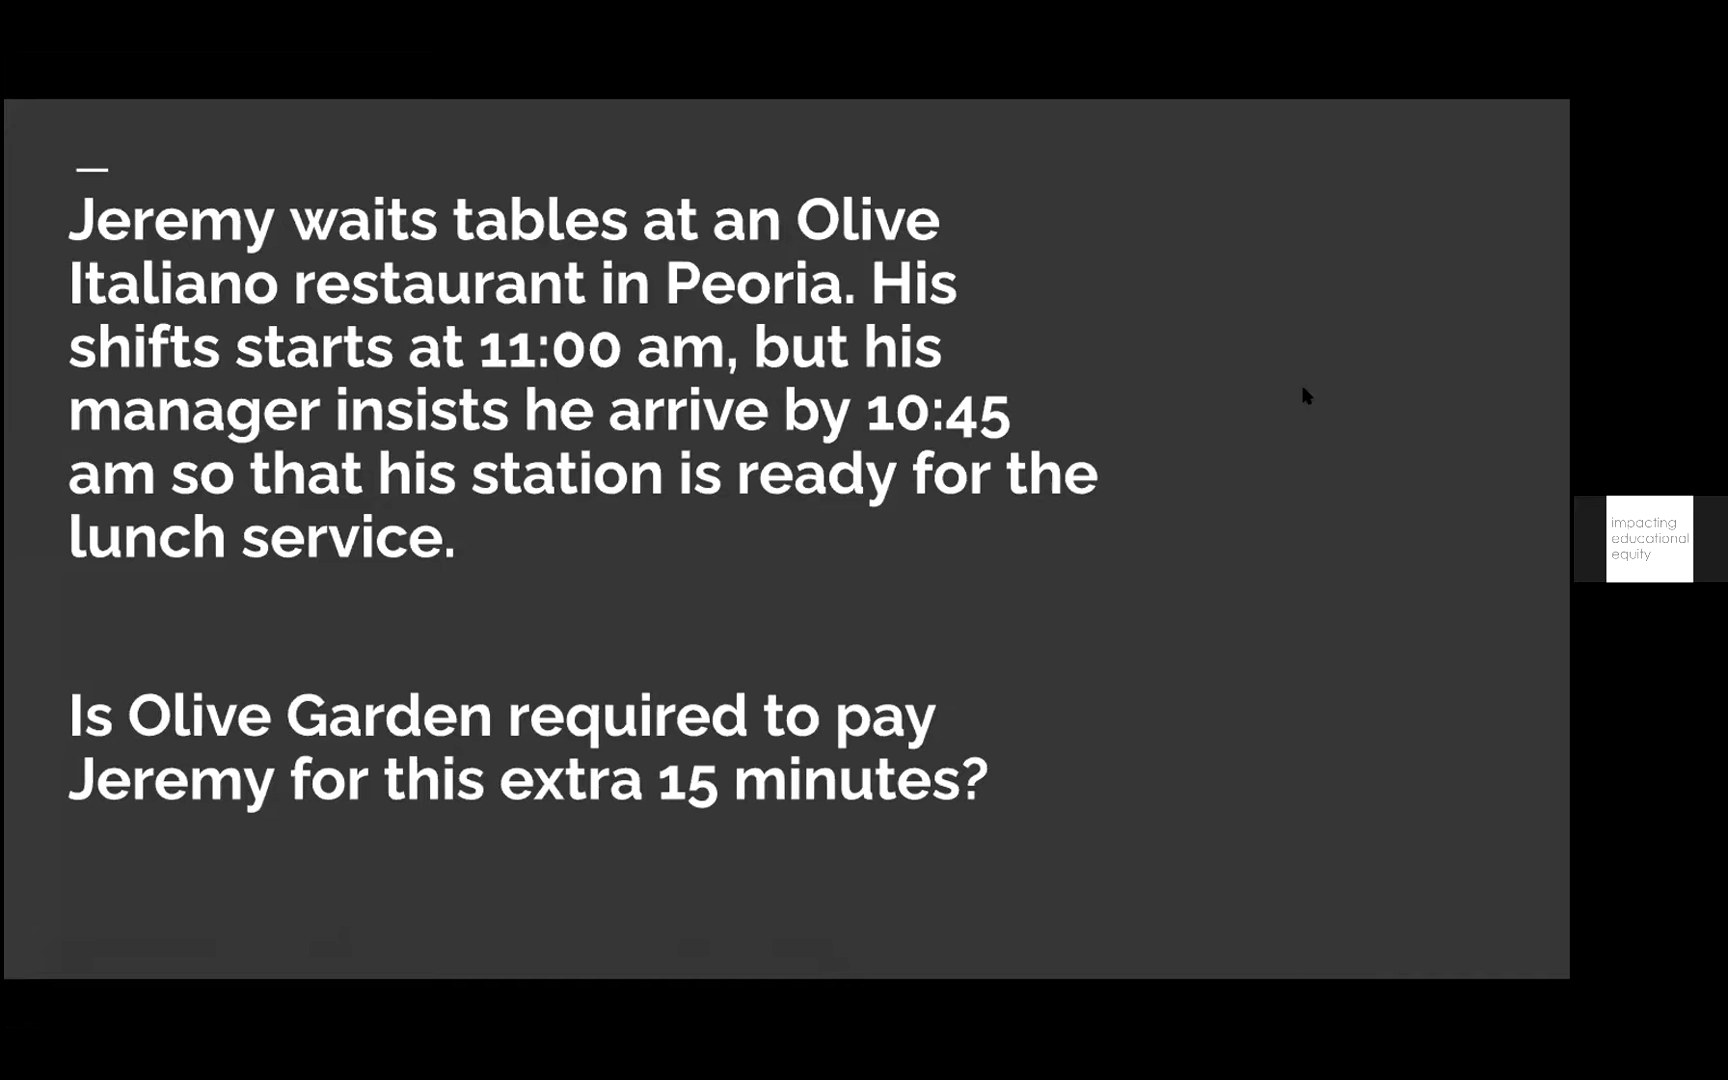 Jeremy waits tables at an Olive
Italiano restaurant in Peoria. His
shifts starts at 11:00 am, but his
manager insists he arrive by 10:45
am so that his station is ready for the
lunch service.
Is Olive Garden required to pay
Jeremy for this extra 15 minutes?
impacting
educational
equity